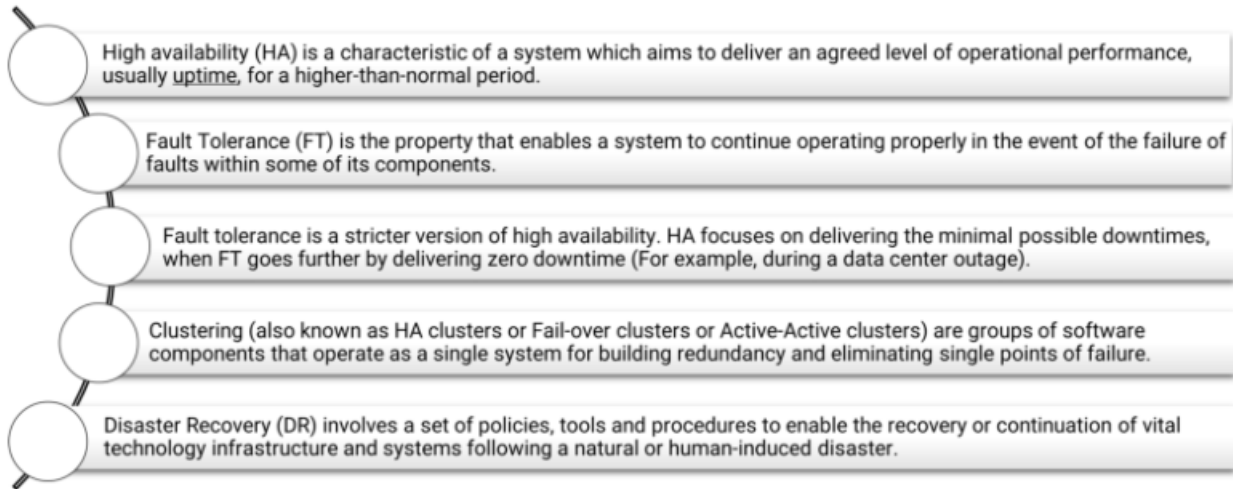 High availability (HA) is a characteristic of a system which aims to deliver an agreed level of operational performance,
usually uptime, for a higher-than-normal period.
Fault Tolerance (FT) is the property that enables a system to continue operating properly in the event of the failure of
faults within some of its components.
Fault tolerance is a stricter version of high availability. HA focuses on delivering the minimal possible downtimes,
when FT goes further by delivering zero downtime (For example, during a data center outage).
Clustering (also known as HA clusters or Fail-over clusters or Active-Active clusters) are groups of software
components that operate as a single system for building redundancy and eliminating single points of failure.
Disaster Recovery (DR) involves a set of policies, tools and procedures to enable the recovery or continuation of vital
technology infrastructure and systems following a natural or human-induced disaster.